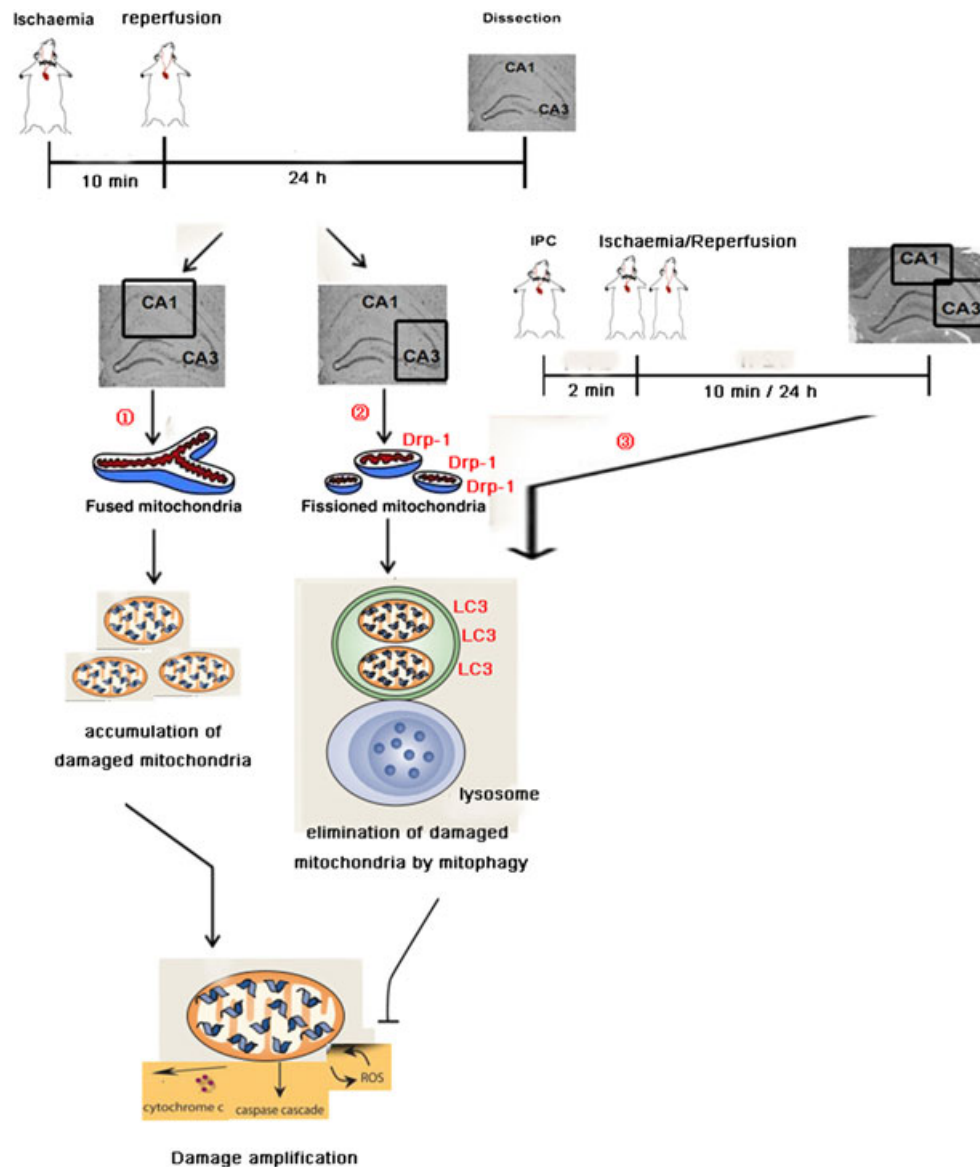 Ischaemia reperfusion Dissection
CA1
CA3
10 min 24 h
IPC Ischaemia/Reperfusion
CA1 CA1 CA1
CA3 CA3 CA3
2 min 10 min / 24 h
① ② ③
Drp-1
Drp-1
Drp-1
Fused mitochondria Fissioned mitochondria
LC3
LC3
LC3
accumulation of
damaged mitochondria
lysosome
elimination of damaged
mitochondria by mitophagy
ROS
cytochrome c caspase cascade
Damage amplification